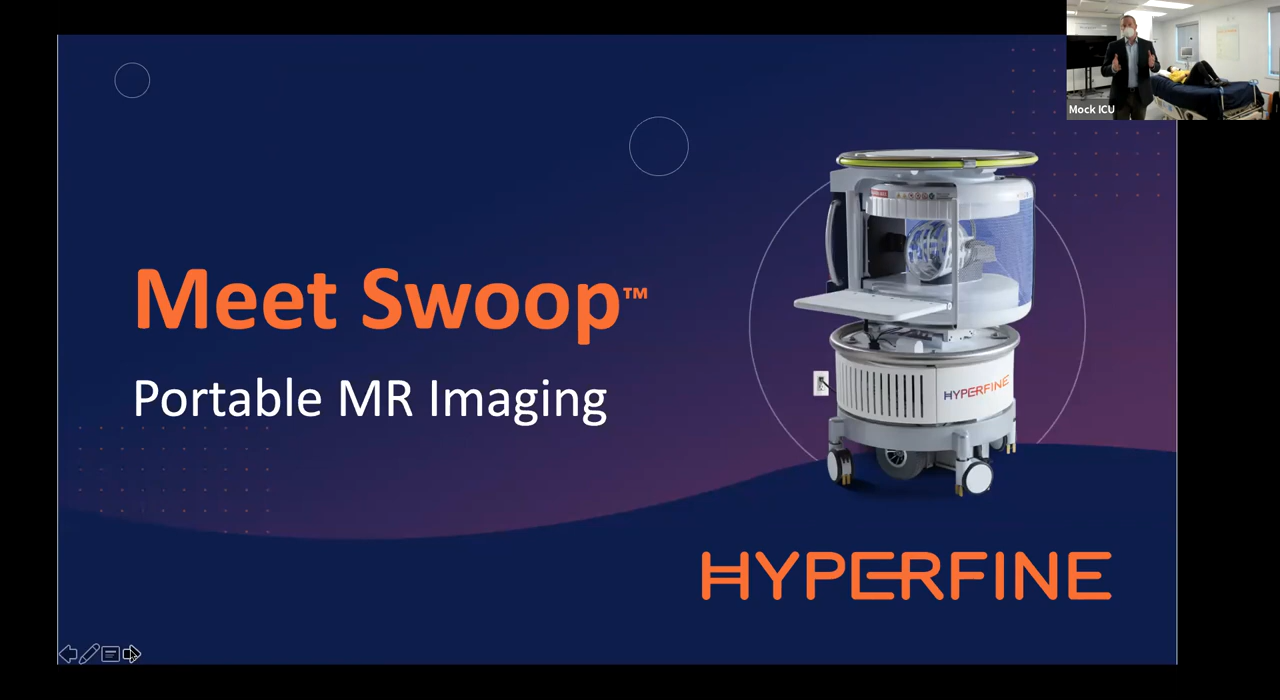 Mock ICU
Meet Swoop™
Portable MR Imaging
HYPERFINE
HYPERFINE